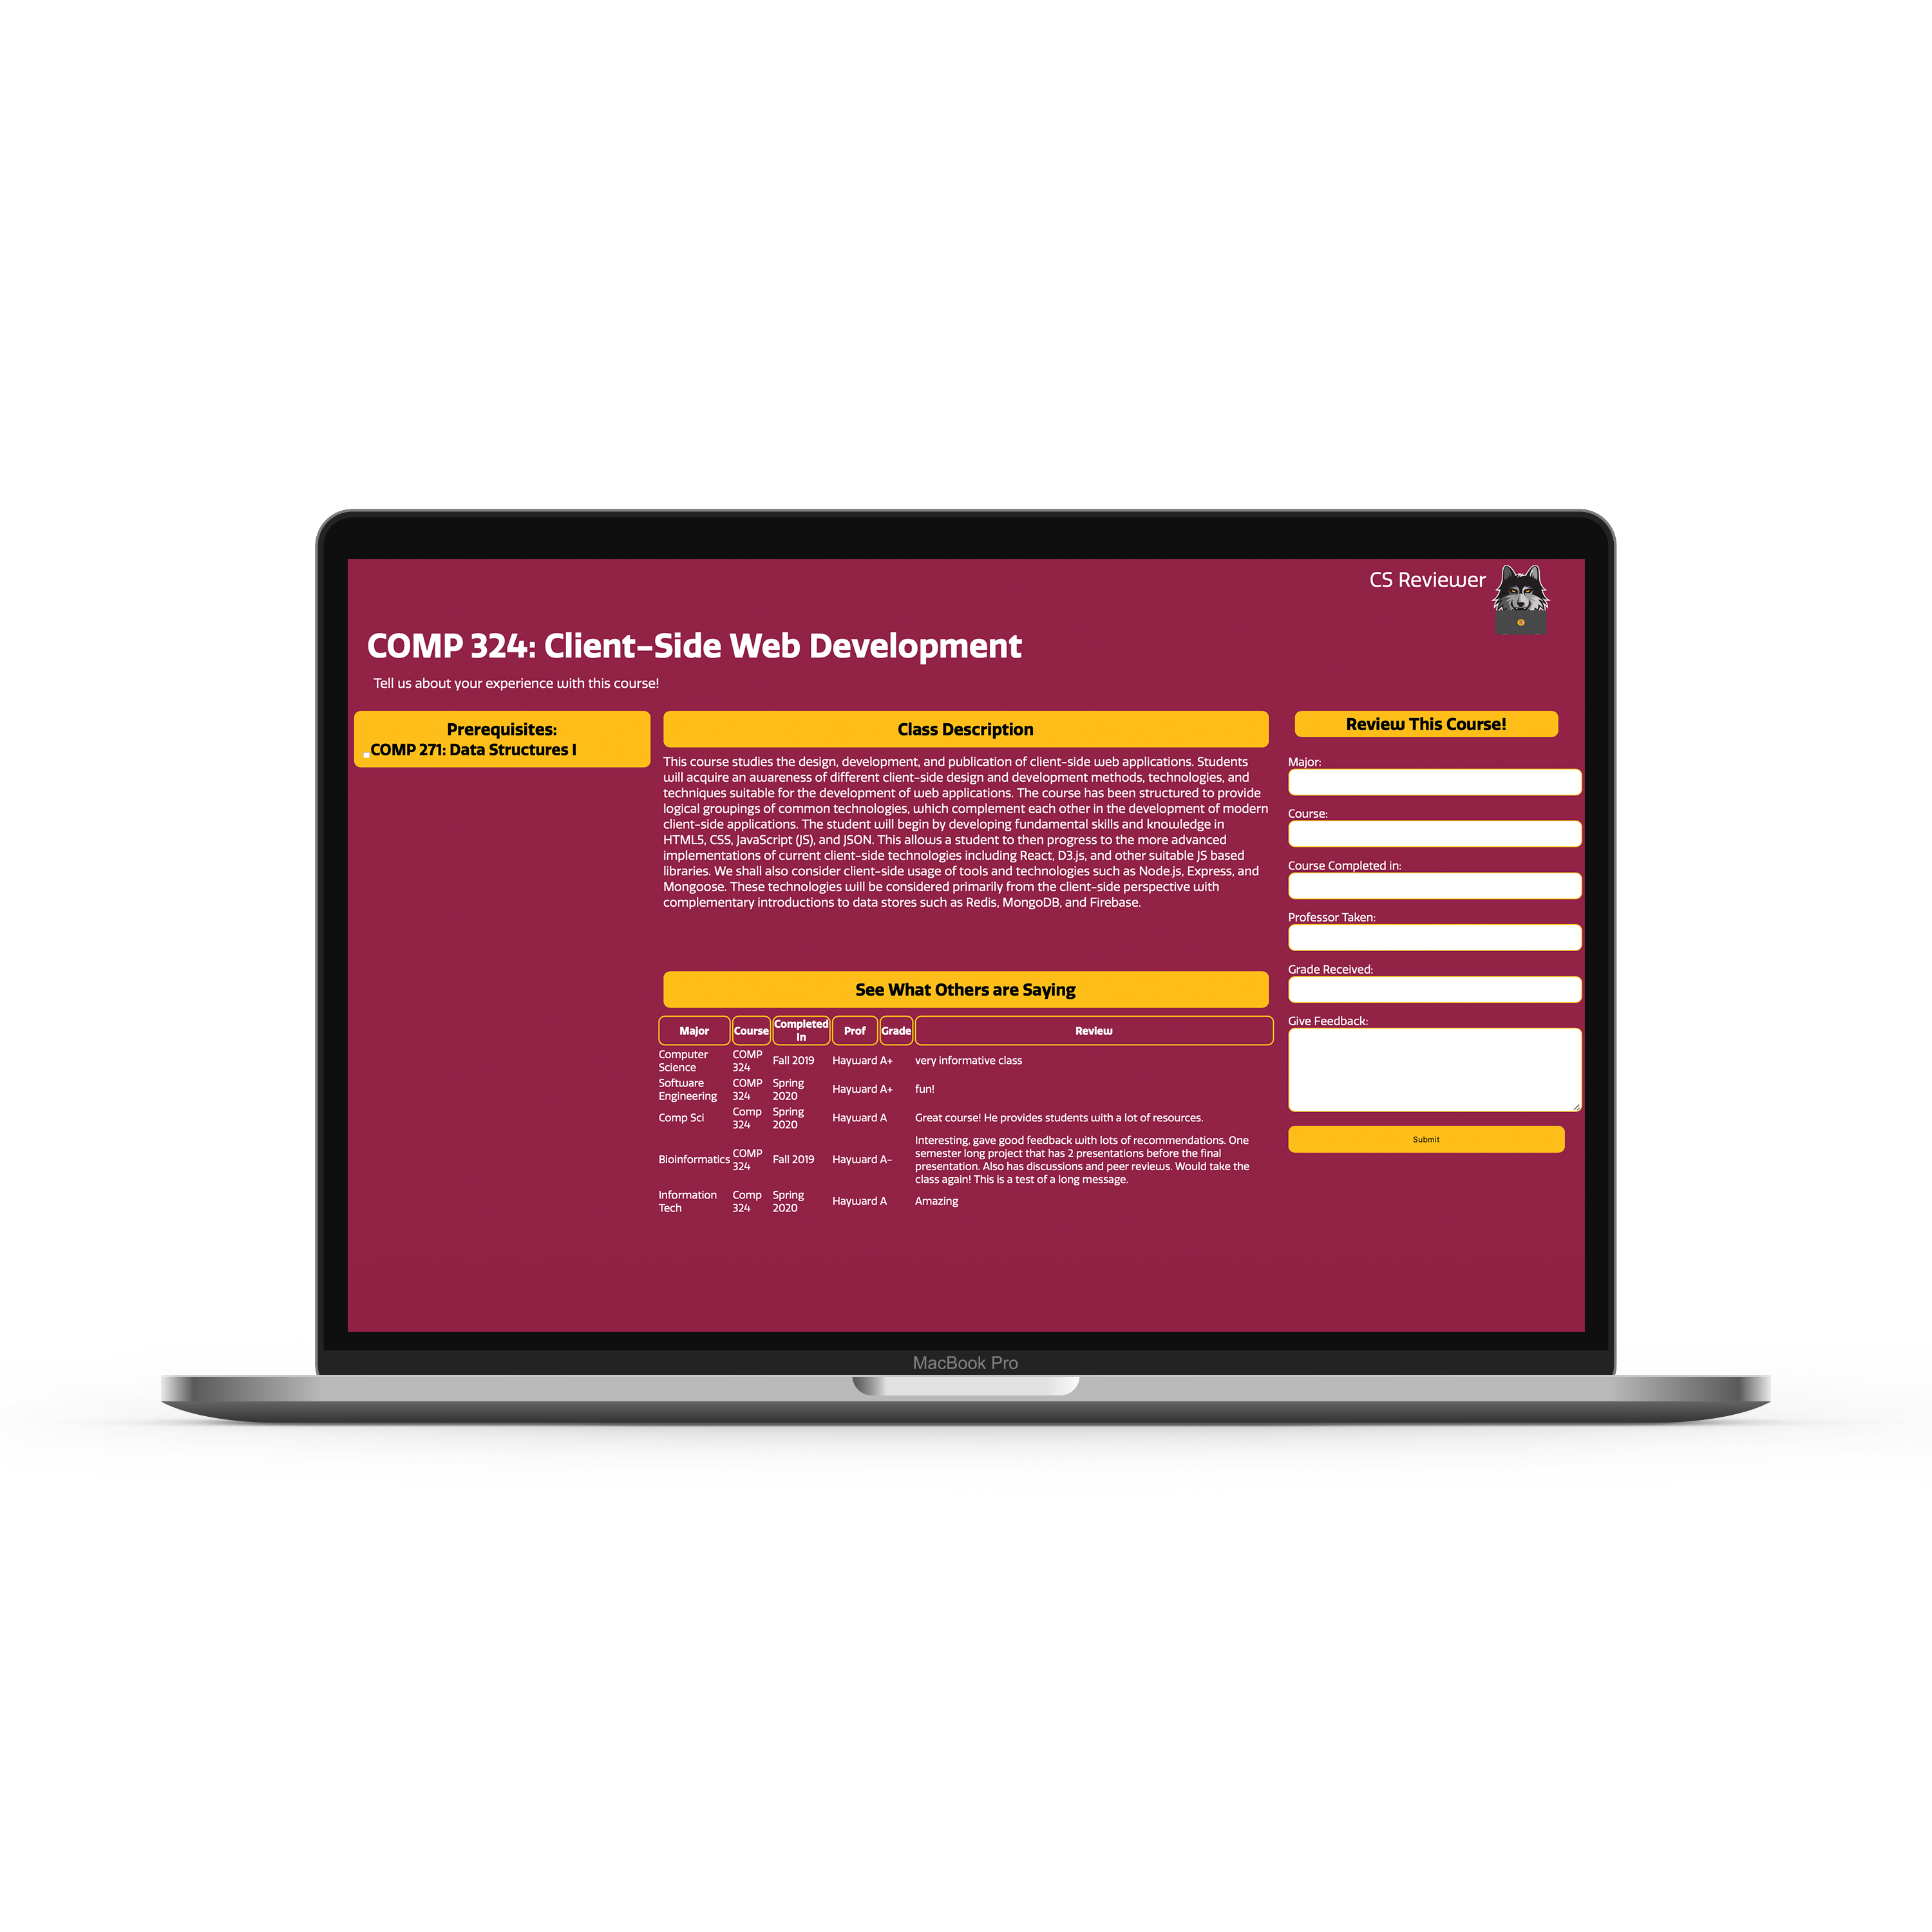 CS Reviewer
COMP 324: Client-Side Web Development
Tell us about your experience with this course!
Prerequisites:
COMP 271: Data Structures I
Class Description
This course studies the design, development, and publication of client-side web applications. Students
will acquire an awareness of different client-side design and development methods, technologies, and
techniques suitable for the development of web applications. The course has been structured to provide
logical groupings of common technologies, which complement each other in the development of modern
client-side applications. The student will begin by developing fundamental skills and knowledge in
HTML5, CSS, JavaScript (JS), and JSON. This allows a student to then progress to the more advanced
implementations of current client-side technologies including React, D3.js, and other suitable JS based
libraries. We shall also consider client-side usage of tools and technologies such as Node.js, Express, and
Mongoose. These technologies will be considered primarily from the client-side perspective with
complementary introductions to data stores such as Redis, MongoDB, and Firebase.
See What Others are Saying
Major Course Completed In Prof Grade Review
Computer Science COMP 324 Fall 2019 Hayward A+ very informative class
Software Engineering COMP 324 Spring 2020 Hayward A+ fun!
Comp Sci Comp 324 Spring 2020 Hayward A Great course! He provides students with a lot of resources.
Bioinformatics COMP 324 Fall 2019 Hayward A- Interesting, gave good feedback with lots of recommendations. One
semester long project that has 2 presentations before the final
presentation. Also has discussions and peer reviews. Would take the
class again! This is a test of a long message.
Information Tech Comp 324 Spring 2020 Hayward A Amazing
Review This Course!
Major:
Course:
Course Completed in:
Professor Taken:
Grade Received:
Give Feedback:
Submit
MacBook Pro